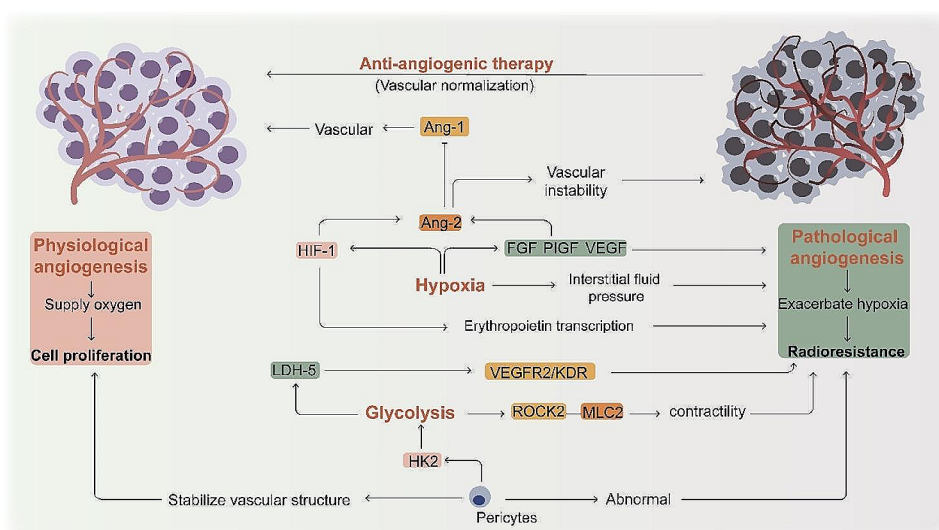 Anti-angiogenic therapy
(Vascular normalization)
Vascular
Ang-1
Vascular
instability
Ang-2
Physiological
angiogenesis
Supply oxygen
Cell proliferation
HIF-1
FGF PIGF VEGF
Hypoxia
Interstitial fluid
pressure
Erythropoietin transcription
Pathological
angiogenesis
Exacerbate hypoxia
Radioresistance
LDH-5
VEGFR2/KDR
Glycolysis
ROCK2
MLC2
contractility
HK2
Stabilize vascular structure
Abnormal
Pericytes